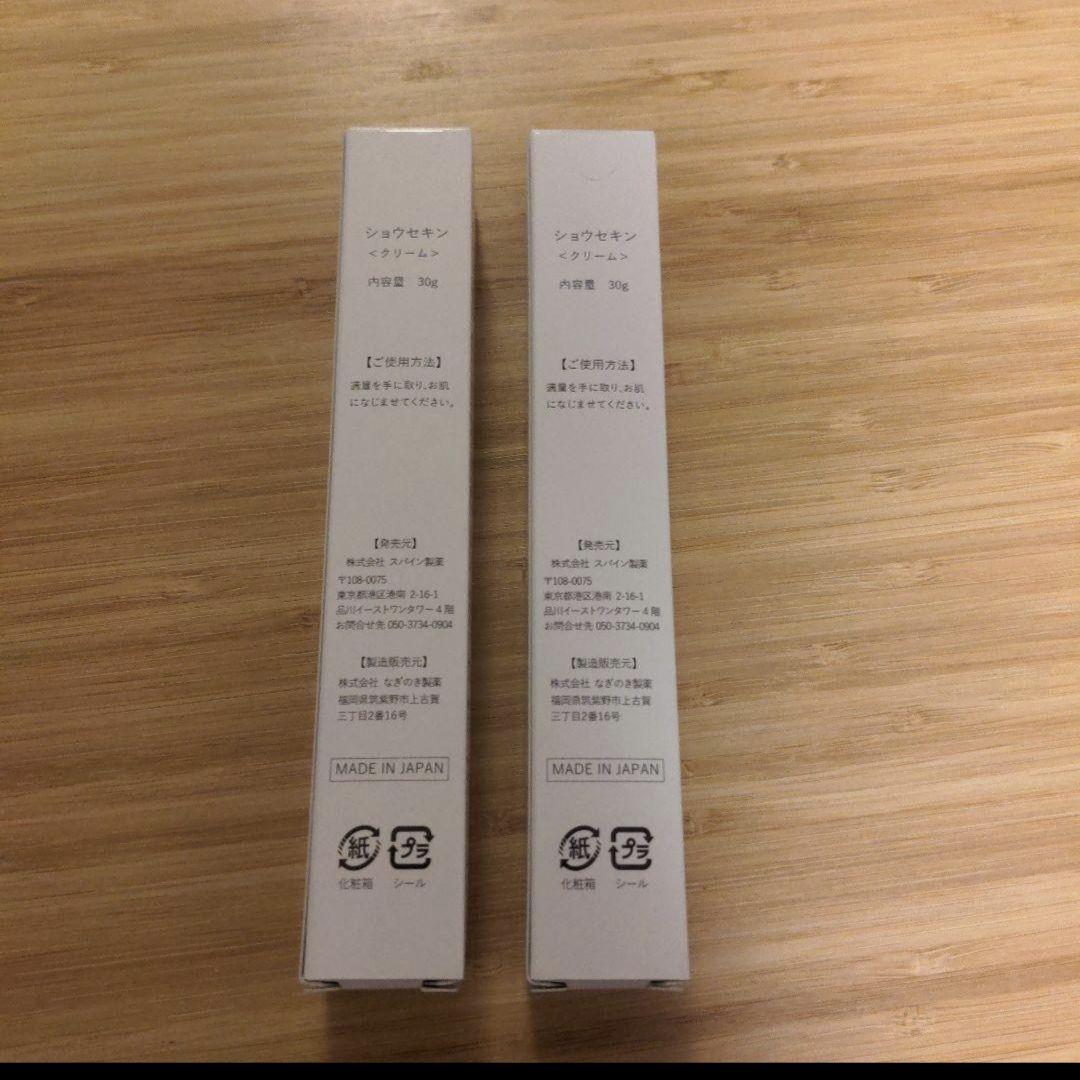 ショウセキン
＜クリーム＞
内容量 30g
【ご使用方法】
適量を手に取り、お肌
になじませてください。
【発売元】
株式会社 スパイン製薬
〒108-0075
東京都港区港南 2-16-1
品川イーストワンタワー 4 階
お問合せ先 050-3734-0904
【製造販売元】
株式会社 なぎのき製薬
福岡県筑紫野市上古賀
三丁目2番16号
MADE IN JAPAN
紙 プラ
化粧箱 シール
ショウセキン
＜クリーム＞
内容量 30g
【ご使用方法】
適量を手に取り、お肌
になじませてください。
【発売元】
株式会社 スパイン製薬
〒108-0075
東京都港区港南 2-16-1
品川イーストワンタワー 4 階
お問合せ先 050-3734-0904
【製造販売元】
株式会社 なぎのき製薬
福岡県筑紫野市上古賀
三丁目2番16号
MADE IN JAPAN
紙 プラ
化粧箱 シール